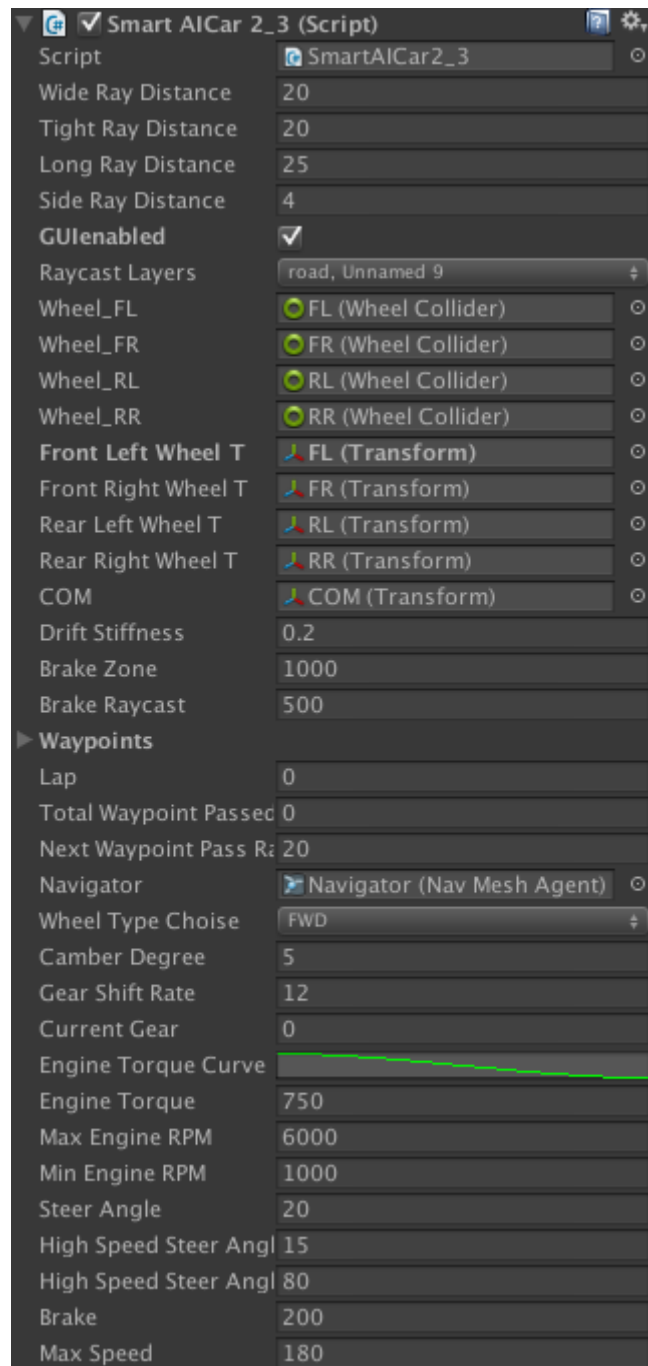 Smart AICar 2_3 (Script)
Script SmartAICar2_3
Wide Ray Distance 20
Tight Ray Distance 20
Long Ray Distance 25
Side Ray Distance 4
GUIenabled
Raycast Layers road, Unnamed 9
Wheel_FL FL (Wheel Collider)
Wheel_FR FR (Wheel Collider)
Wheel_RL RL (Wheel Collider)
Wheel_RR RR (Wheel Collider)
Front Left Wheel T FL (Transform)
Front Right Wheel T FR (Transform)
Rear Left Wheel T RL (Transform)
Rear Right Wheel T RR (Transform)
COM COM (Transform)
Drift Stiffness 0.2
Brake Zone 1000
Brake Raycast 500
Waypoints
Lap 0
Total Waypoint Passed 0
Next Waypoint Pass Ra 20
Navigator Navigator (Nav Mesh Agent)
Wheel Type Choise FWD
Camber Degree 5
Gear Shift Rate 12
Current Gear 0
Engine Torque Curve
Engine Torque 750
Max Engine RPM 6000
Min Engine RPM 1000
Steer Angle 20
High Speed Steer Angl 15
High Speed Steer Angl 80
Brake 200
Max Speed 180